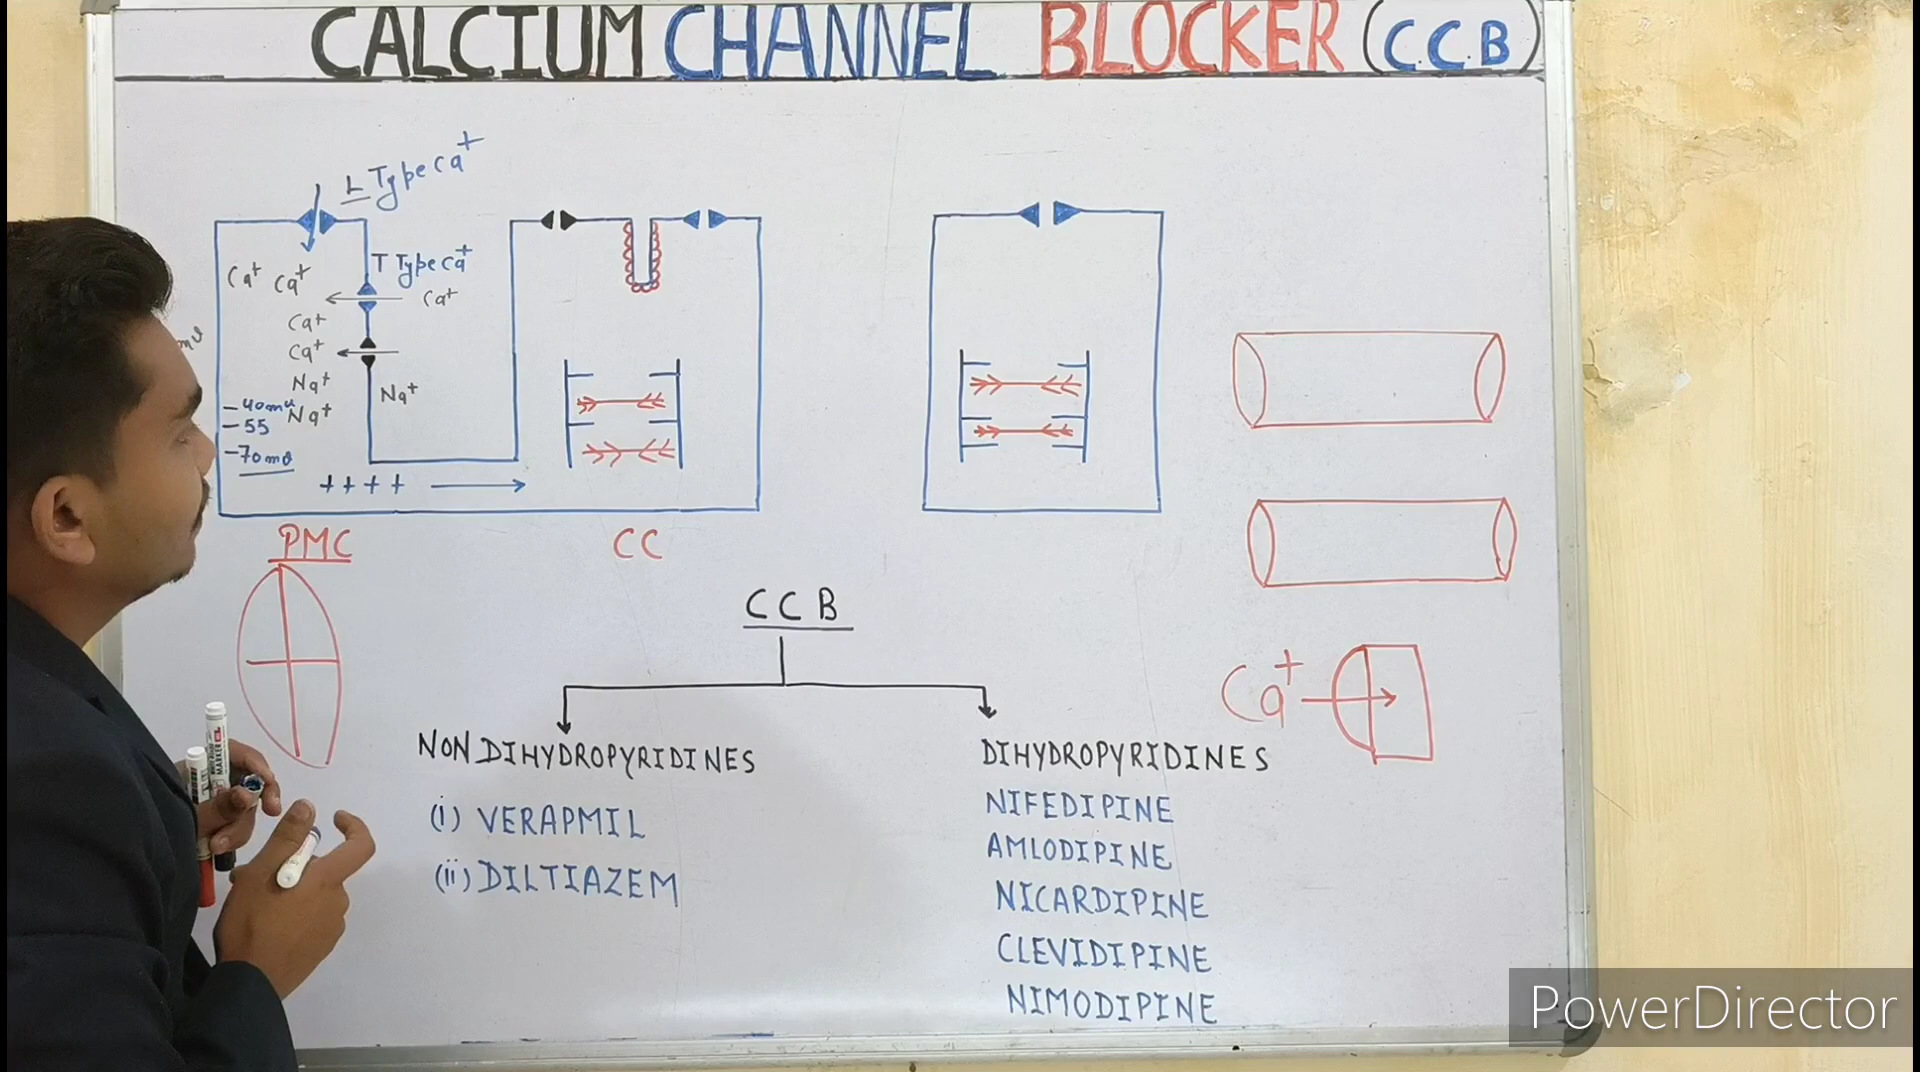 CALCIUM CHANNEL BLOCKER (C.C.B)
L Type Ca+
T Type Ca+
Ca+ Ca+
Ca+
Ca+
Ca+
Na+
Na+
Na+
-40mv
-55
-70mv
++++
PMC
CC
Ca+
CCB
NON DIHYDROPYRIDINES
(i) VERAPMIL
(ii) DILTIAZEM
DIHYDROPYRIDINES
NIFEDIPINE
AMLODIPINE
NICARDIPINE
CLEVIDIPINE
NIMODIPINE
PowerDirector